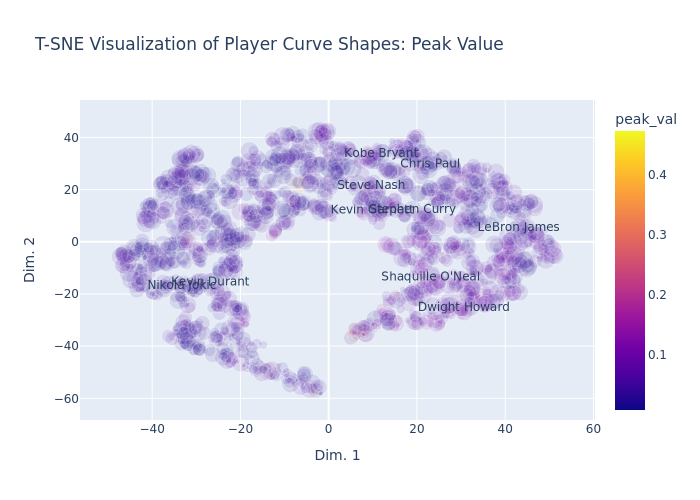 T-SNE Visualization of Player Curve Shapes: Peak Value
peak_val
40
20
0
−20
−40
−60
Dim. 2
Kobe Bryant
Chris Paul
Steve Nash
Kevin Garnett
Stephen Curry
LeBron James
Shaquille O'Neal
Kevin Durant
Nikola Jokic
Dwight Howard
0.4
0.3
0.2
0.1
−40
−20
0
20
40
60
Dim. 1